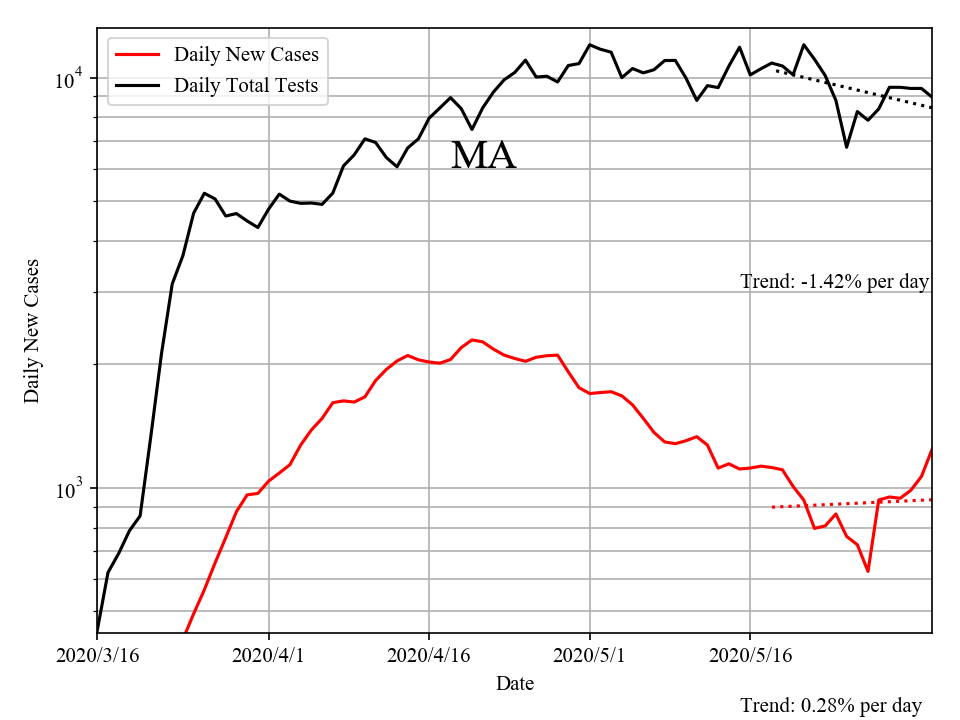 Daily New Cases
Daily Total Tests
10^4
MA
Trend: -1.42% per day
Daily New Cases
10^3
2020/3/16
2020/4/1
2020/4/16
2020/5/1
2020/5/16
Date
Trend: 0.28% per day